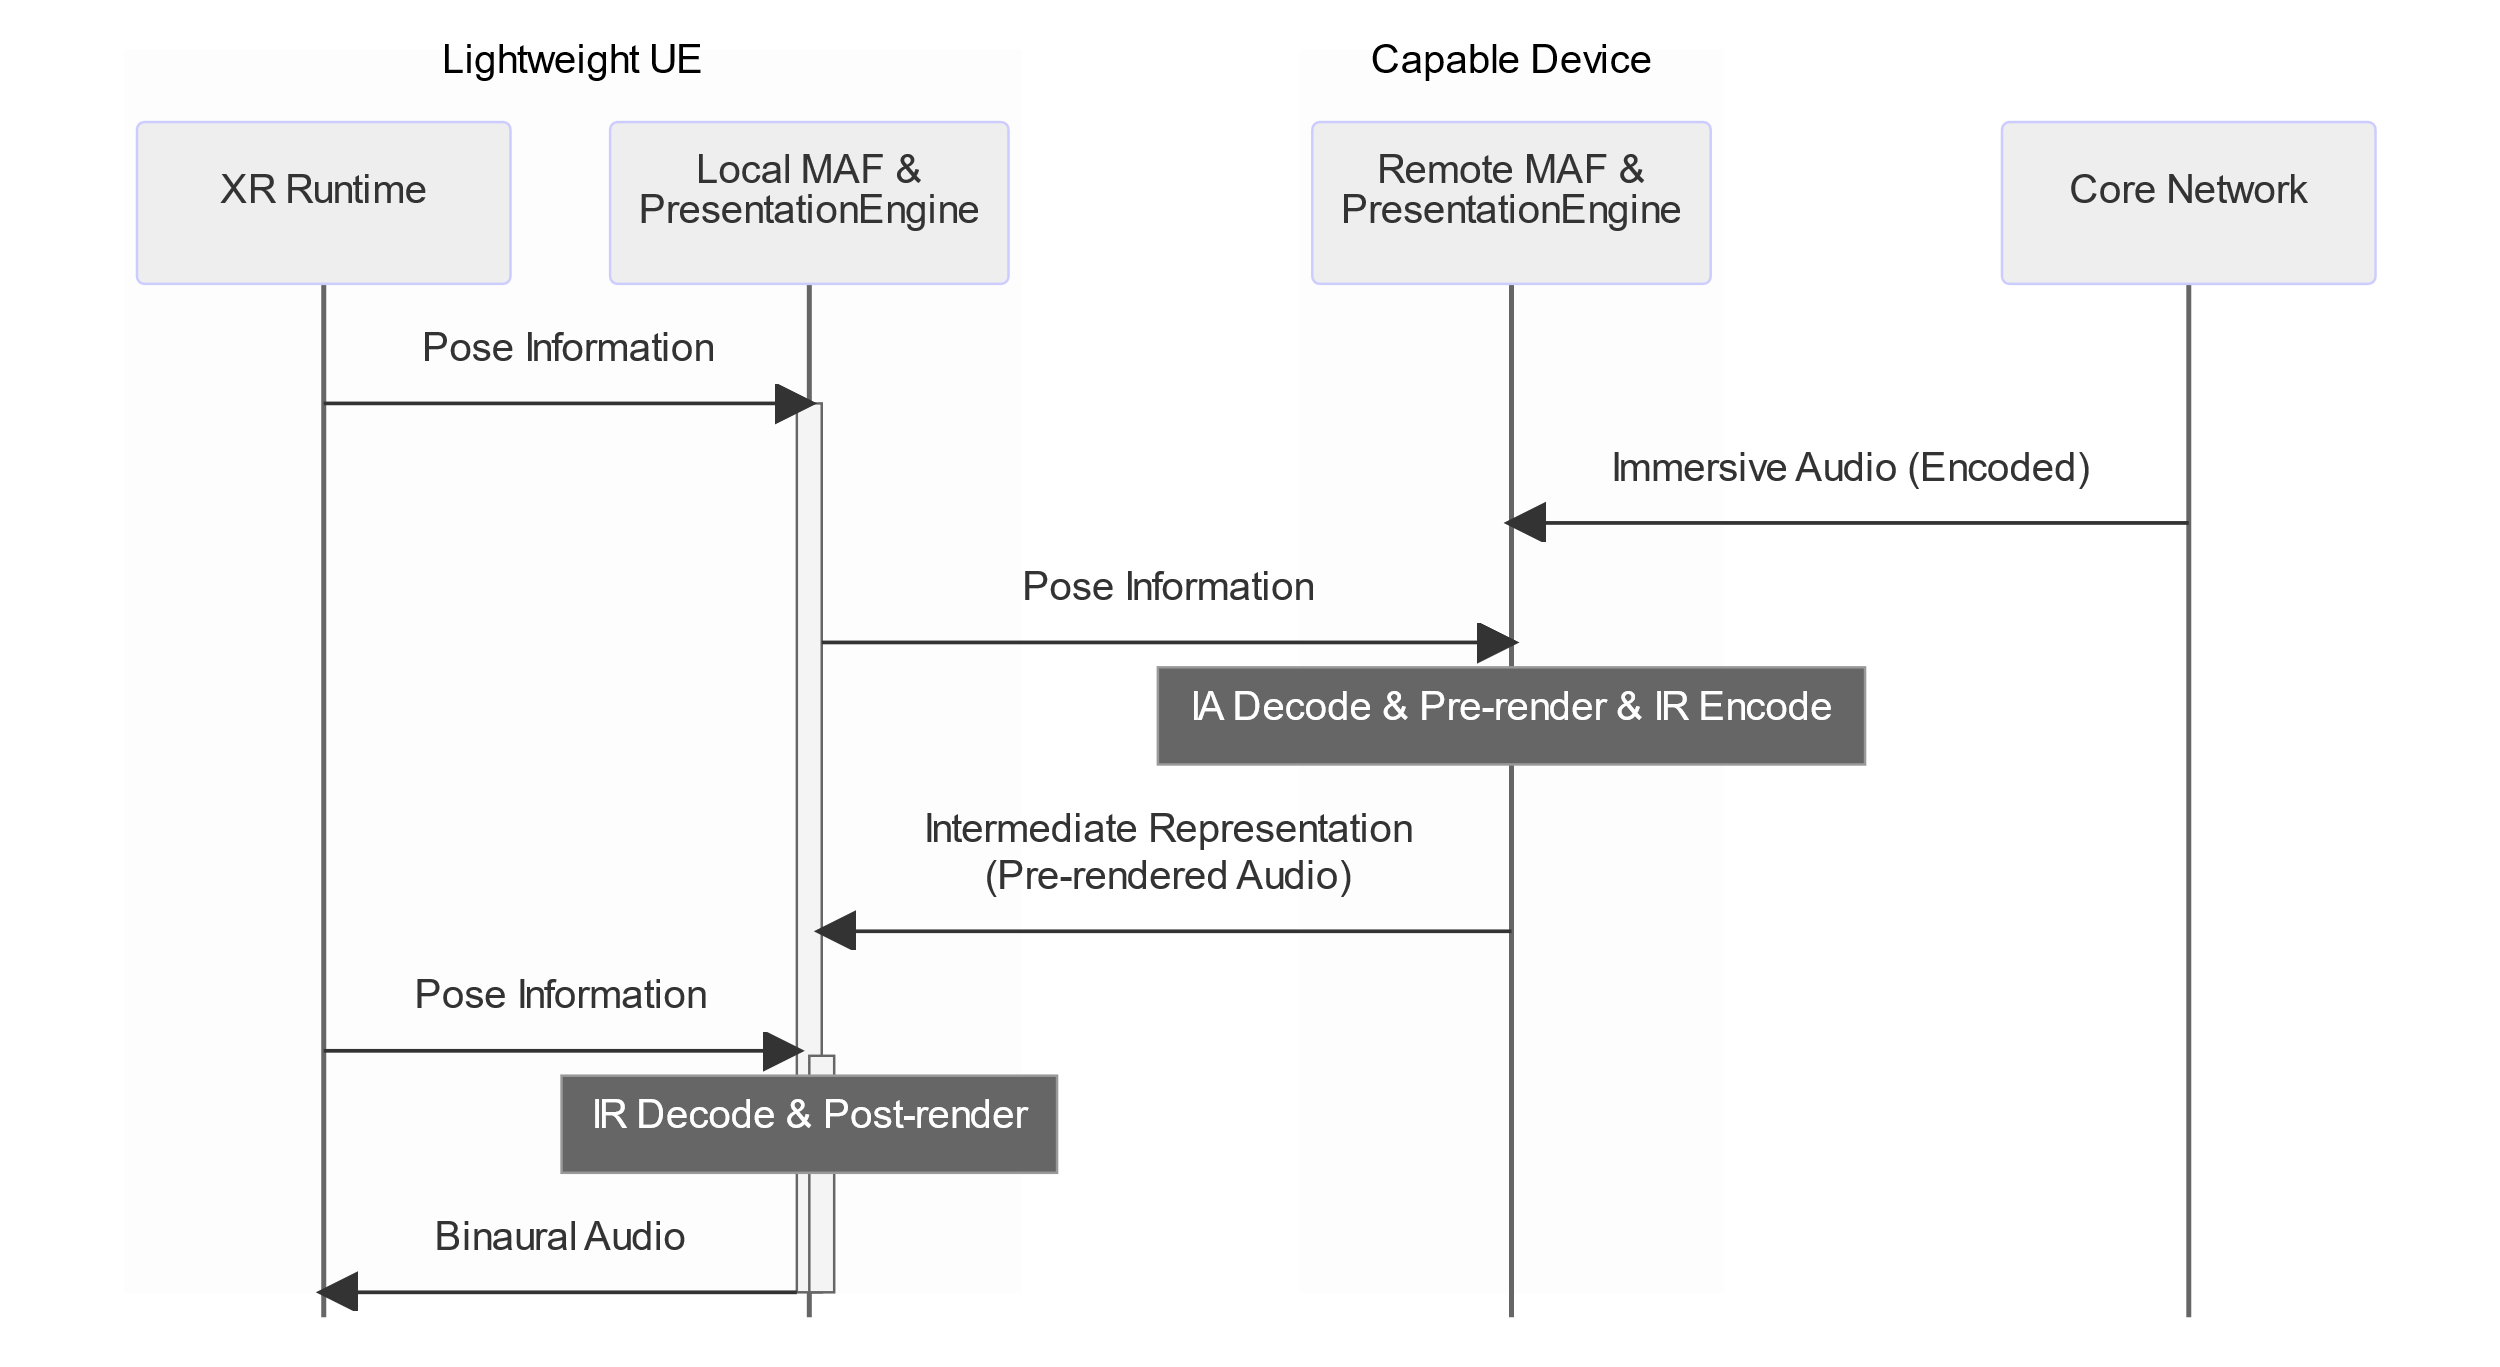 Lightweight UE
Capable Device
XR Runtime
Local MAF &
PresentationEngine
Remote MAF &
PresentationEngine
Core Network
Pose Information
Immersive Audio (Encoded)
Pose Information
IA Decode & Pre-render & IR Encode
Intermediate Representation
(Pre-rendered Audio)
Pose Information
IR Decode & Post-render
Binaural Audio